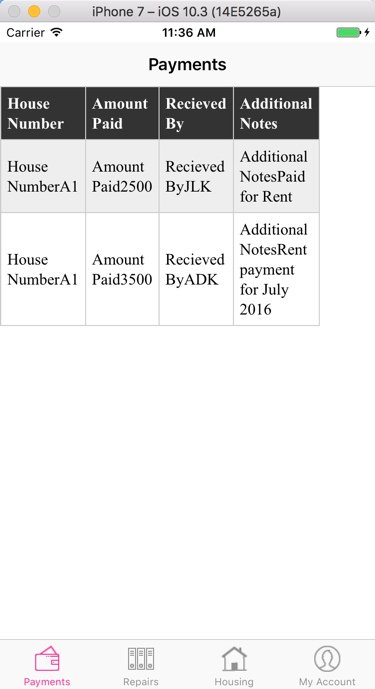 iPhone 7 – iOS 10.3 (14E5265a)
Carrier 11:36 AM
Payments
House Number Amount Paid Recieved By Additional Notes
House NumberA1 Amount Paid2500 Recieved ByJLK Additional NotesPaid for Rent
House NumberA1 Amount Paid3500 Recieved ByADK Additional NotesRent payment for July 2016
Payments Repairs Housing My Account